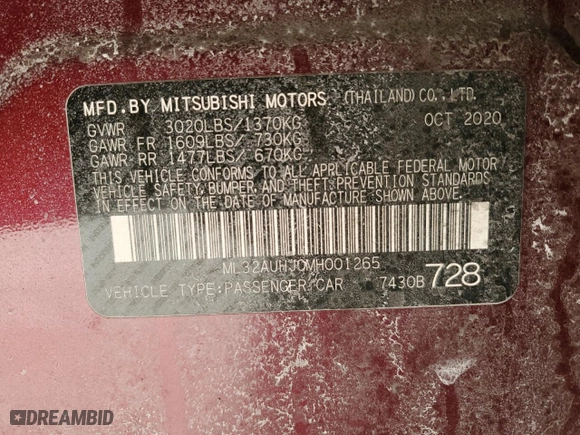 MFD.BY MITSUBISHI MOTORS (THAILAND) CO.,LTD.
GVWR 3020LBS/1370KG OCT 2020
GAWR FR 1609LBS/ 730KG
GAWR RR 1477LBS/ 670KG
THIS VEHICLE CONFORMS TO ALL APPLICABLE FEDERAL MOTOR
VEHICLE SAFETY, BUMPER, AND THEFT PREVENTION STANDARDS
IN EFFECT ON THE DATE OF MANUFACTURE SHOWN ABOVE.
ML32AUHJ0MH001265
VEHICLE TYPE:PASSENGER CAR 7430B 728
DREAMBID